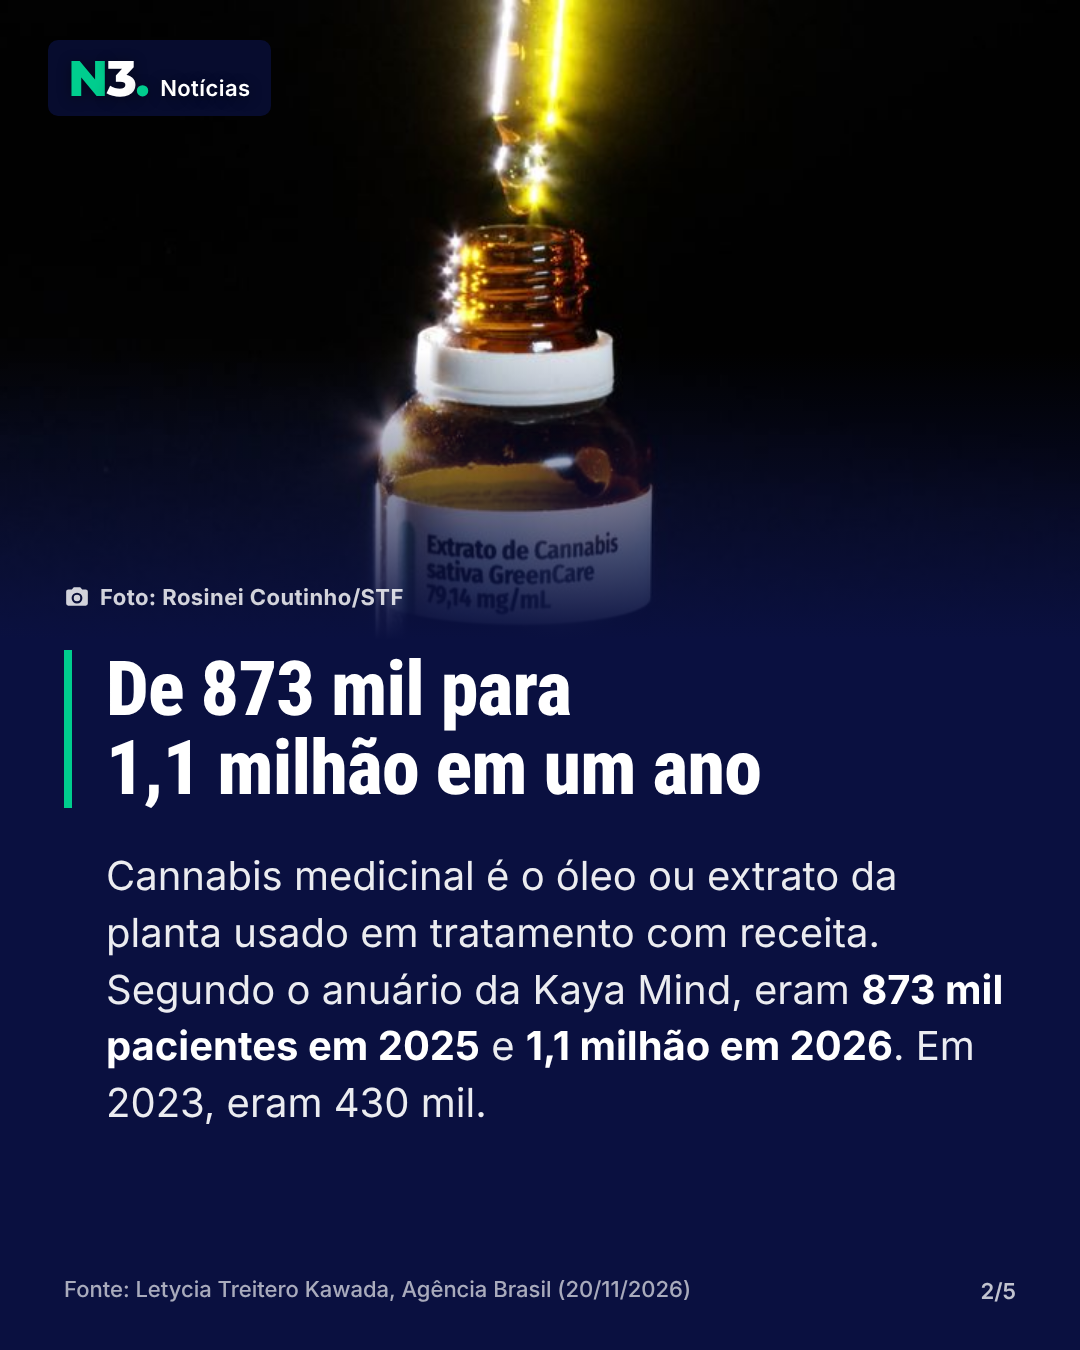 N3. Notícias
Extrato de Cannabis
sativa GreenCare
79,14 mg/mL
Foto: Rosinei Coutinho/STF
De 873 mil para
1,1 milhão em um ano
Cannabis medicinal é o óleo ou extrato da
planta usado em tratamento com receita.
Segundo o anuário da Kaya Mind, eram 873 mil
pacientes em 2025 e 1,1 milhão em 2026. Em
2023, eram 430 mil.
Fonte: Letycia Treitero Kawada, Agência Brasil (20/11/2026)
2/5